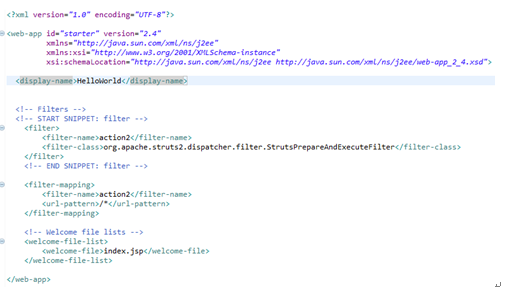 <?xml version="1.0" encoding="UTF-8"?>
<web-app id="starter" version="2.4"
xmlns="http://java.sun.com/xml/ns/j2ee"
xmlns:xsi="http://www.w3.org/2001/XMLSchema-instance"
xsi:schemaLocation="http://java.sun.com/xml/ns/j2ee http://java.sun.com/xml/ns/j2ee/web-app_2_4.xsd">
<display-name>HelloWorld</display-name>
<!-- Filters -->
<!-- START SNIPPET: filter -->
<filter>
<filter-name>action2</filter-name>
<filter-class>org.apache.struts2.dispatcher.filter.StrutsPrepareAndExecuteFilter</filter-class>
</filter>
<!-- END SNIPPET: filter -->
<filter-mapping>
<filter-name>action2</filter-name>
<url-pattern>/*</url-pattern>
</filter-mapping>
<!-- Welcome file lists -->
<welcome-file-list>
<welcome-file>index.jsp</welcome-file>
</welcome-file-list>
</web-app>